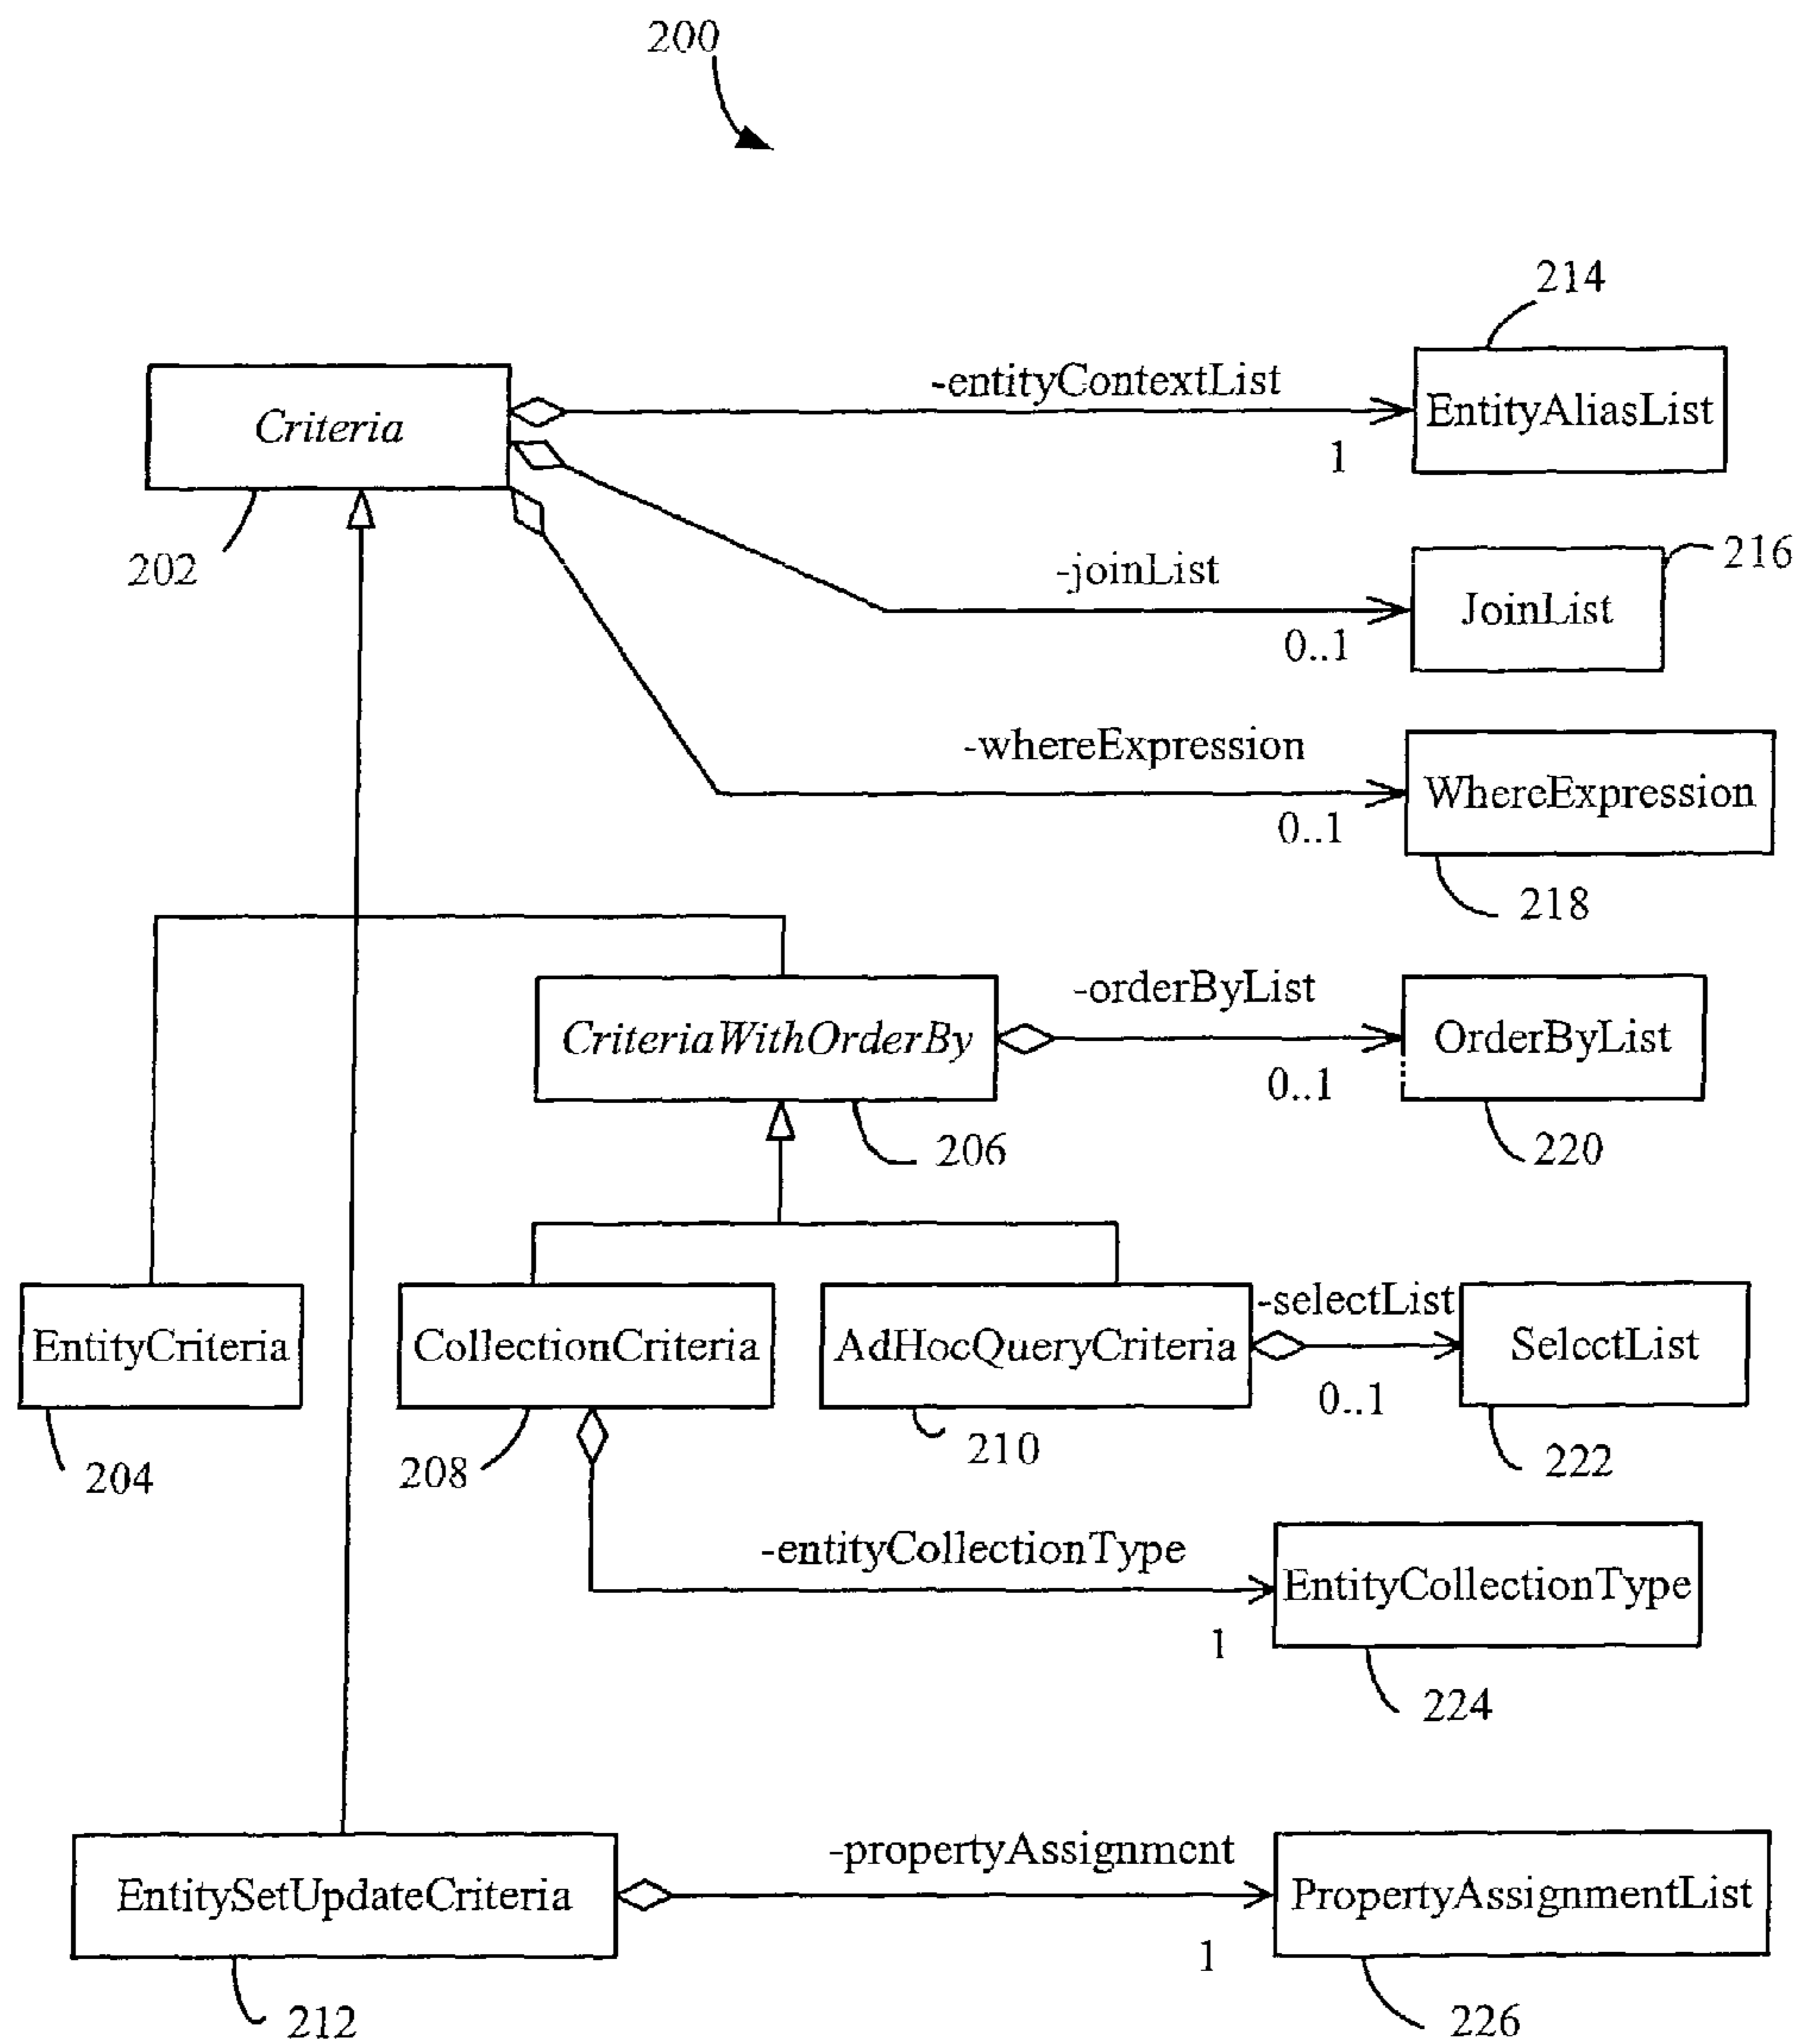 200
214
-entityContextList
EntityAliasList
Criteria
1
202
-joinList
216
JoinList
0..1
-whereExpression
WhereExpression
0..1
218
-orderByList
CriteriaWithOrderBy
OrderByList
0..1
206
220
-selectList
EntityCriteria
CollectionCriteria
AdHocQueryCriteria
SelectList
0..1
204
208
210
222
-entityCollectionType
EntityCollectionType
1
224
-propertyAssignment
EntitySetUpdateCriteria
PropertyAssignmentList
1
212
226